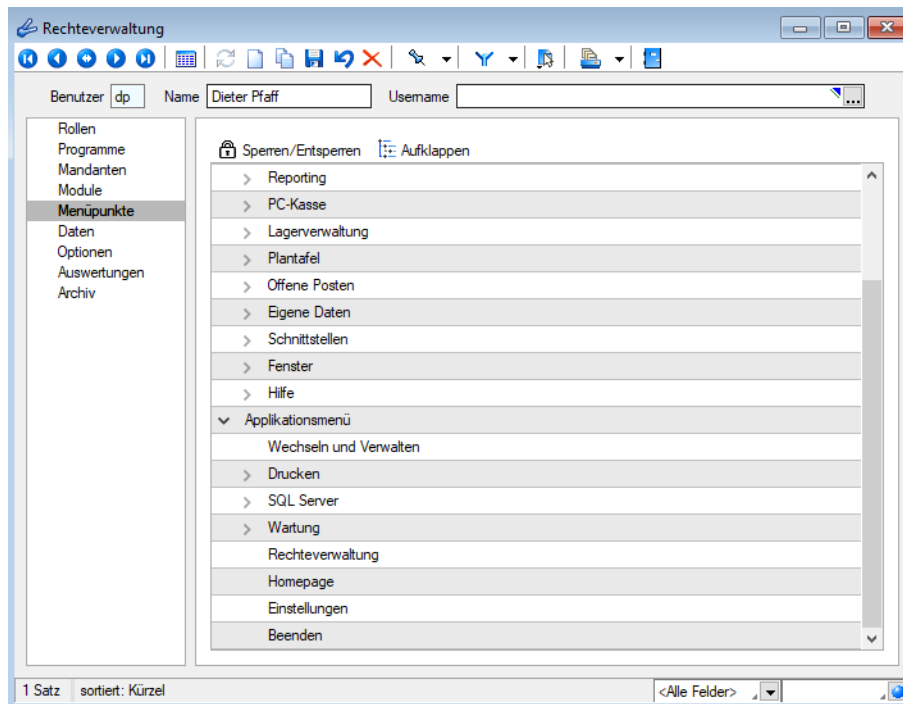 Rechteverwaltung
Benutzer dp Name Dieter Pfaff Username ...
Rollen
Programme
Mandanten
Module
Menüpunkte
Daten
Optionen
Auswertungen
Archiv
Sperren/Entsperren Aufklappen
Reporting
PC-Kasse
Lagerverwaltung
Plantafel
Offene Posten
Eigene Daten
Schnittstellen
Fenster
Hilfe
Applikationsmenü
Wechseln und Verwalten
Drucken
SQL Server
Wartung
Rechteverwaltung
Homepage
Einstellungen
Beenden
1 Satz sortiert: Kürzel <Alle Felder>